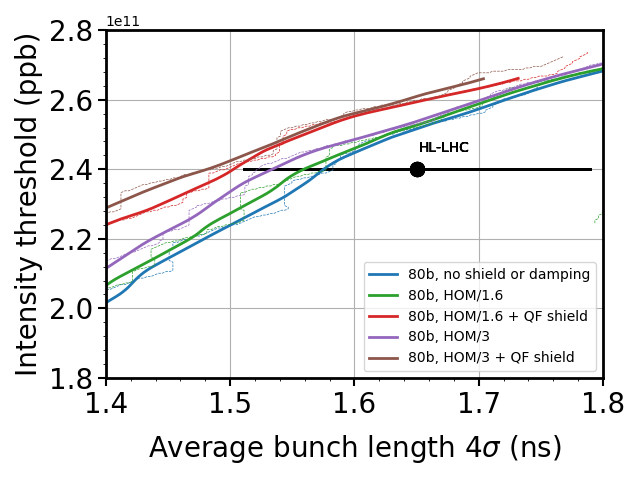 1e11
2.8
2.6
2.4
2.2
2.0
1.8
Intensity threshold (ppb)
HL-LHC
80b, no shield or damping
80b, HOM/1.6
80b, HOM/1.6 + QF shield
80b, HOM/3
80b, HOM/3 + QF shield
1.4 1.5 1.6 1.7 1.8
Average bunch length 4σ (ns)